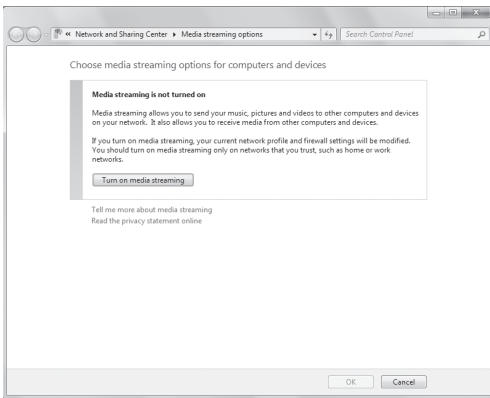 « Network and Sharing Center ▸ Media streaming options
Search Control Panel
Choose media streaming options for computers and devices
Media streaming is not turned on
Media streaming allows you to send your music, pictures and videos to other computers and devices
on your network. It also allows you to receive media from other computers and devices.
If you turn on media streaming, your current network profile and firewall settings will be modified.
You should turn on media streaming only on networks that you trust, such as home or work
networks.
Turn on media streaming
Tell me more about media streaming
Read the privacy statement online
OK
Cancel